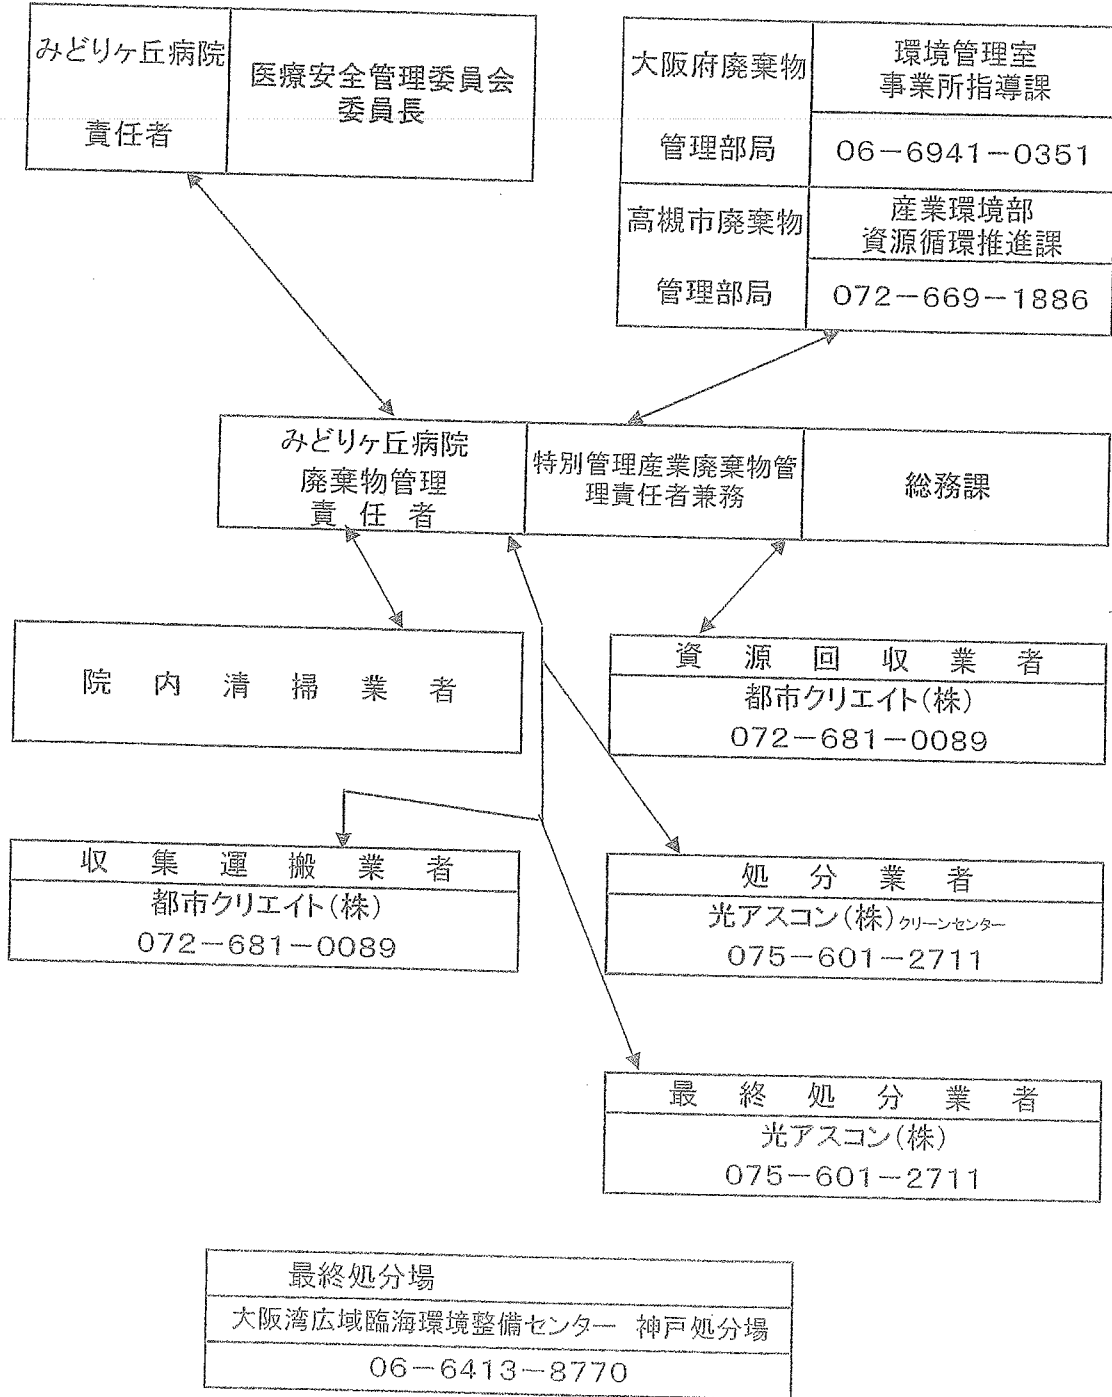 みどりヶ丘病院
責任者
医療安全管理委員会
委員長
大阪府廃棄物
管理部局
環境管理室
事業所指導課
06-6941-0351
高槻市廃棄物
管理部局
産業環境部
資源循環推進課
072-669-1886
みどりヶ丘病院
廃棄物管理
責 任 者
特別管理産業廃棄物管
理責任者兼務
総務課
院 内 清 掃 業 者
資 源 回 収 業 者
都市クリエイト(株)
072-681-0089
収 集 運 搬 業 者
都市クリエイト(株)
072-681-0089
処 分 業 者
光アスコン(株)クリーンセンター
075-601-2711
最 終 処 分 業 者
光アスコン(株)
075-601-2711
最終処分場
大阪湾広域臨海環境整備センター 神戸処分場
06-6413-8770